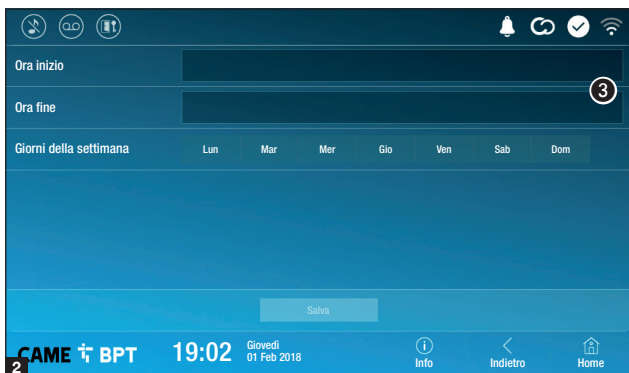 Ora inizio
3
Ora fine
Giorni della settimana Lun Mar Mer Gio Ven Sab Dom
Salva
CAME BPT 19:02 Giovedì
01 Feb 2018
Info Indietro Home
2